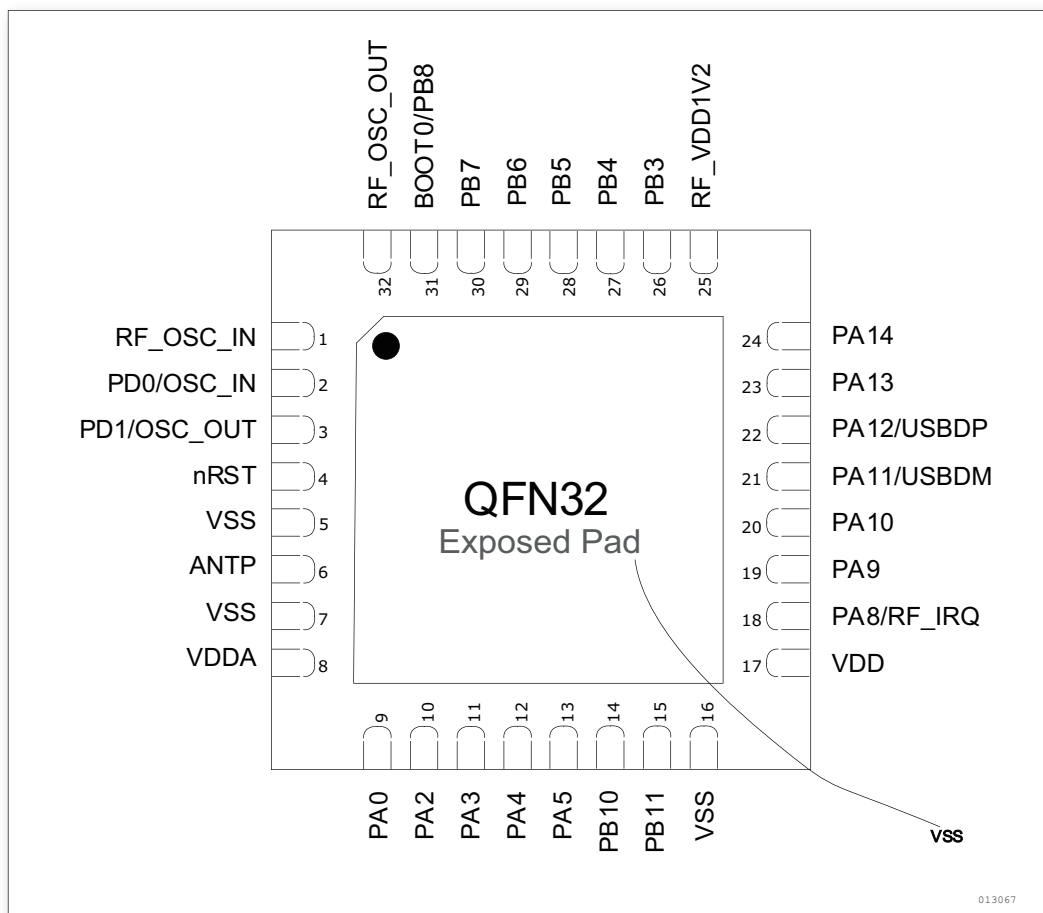 RF_OSC_OUT
BOOT0/PB8
PB7
PB6
PB5
PB4
PB3
RF_VDD1V2
32
31
30
29
28
27
26
25
RF_OSC_IN
1
PD0/OSC_IN
2
PD1/OSC_OUT
3
nRST
4
VSS
5
ANTP
6
VSS
7
VDDA
8
QFN32
Exposed Pad
24
PA14
23
PA13
22
PA12/USBDP
21
PA11/USBDM
20
PA10
19
PA9
18
PA8/RF_IRQ
17
VDD
9
10
11
12
13
14
15
16
PA0
PA2
PA3
PA4
PA5
PB10
PB11
VSS
VSS
013067